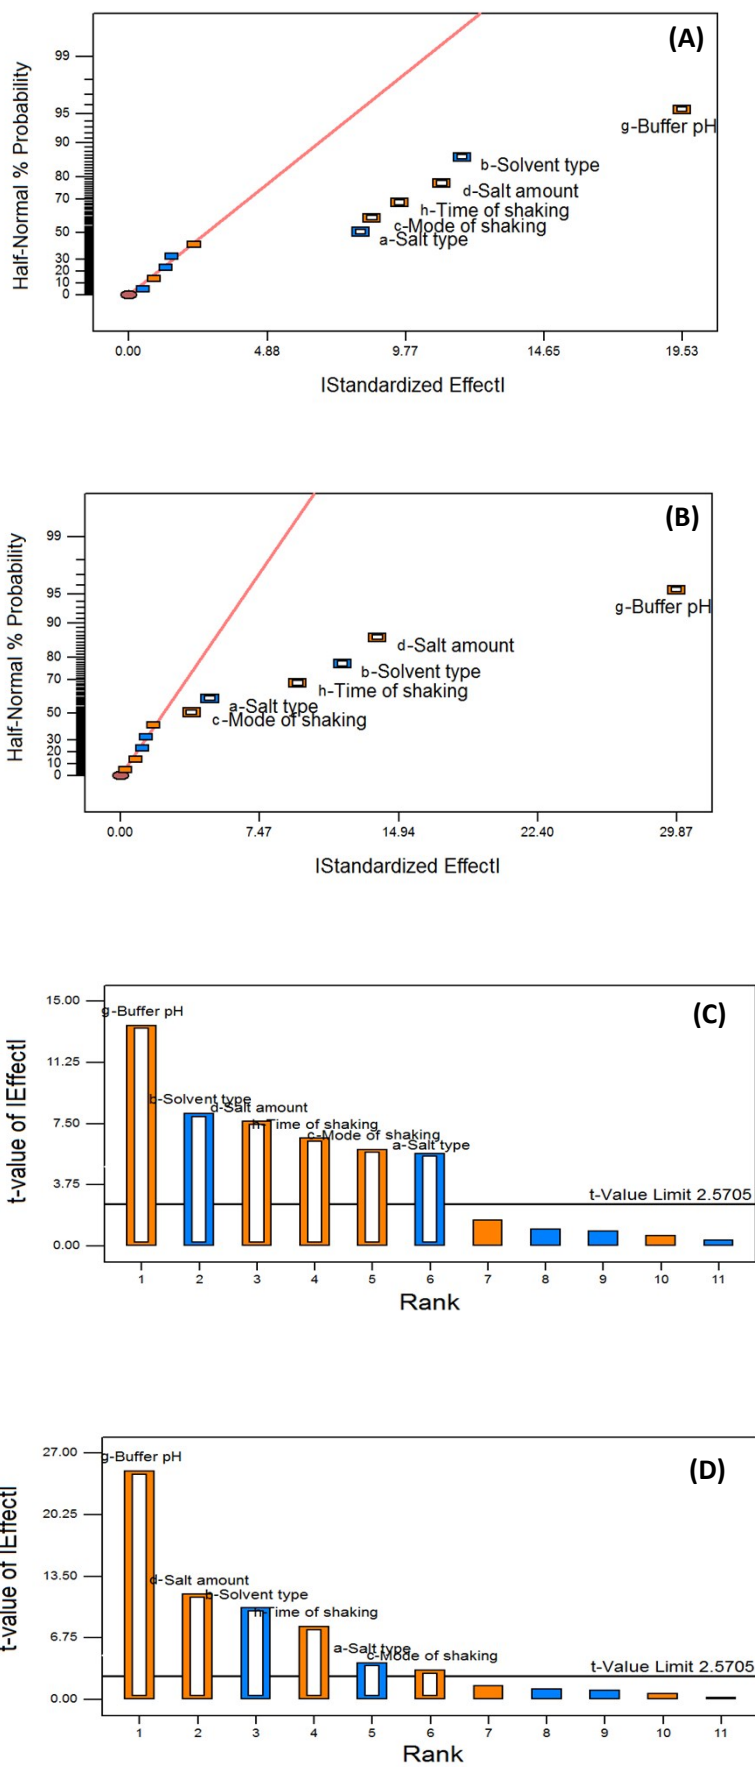 (A)
Half-Normal % Probability
99
95
90
80
70
50
30
20
10
0
g-Buffer pH
b-Solvent type
d-Salt amount
h-Time of shaking
c-Mode of shaking
a-Salt type
0.00 4.88 9.77 14.65 19.53
|Standardized Effect|
(B)
Half-Normal % Probability
99
95
90
80
70
50
30
20
10
0
g-Buffer pH
d-Salt amount
b-Solvent type
h-Time of shaking
a-Salt type
c-Mode of shaking
0.00 7.47 14.94 22.40 29.87
|Standardized Effect|
(C)
t-value of |Effect|
15.00
11.25
7.50
3.75
0.00
g-Buffer pH
b-Solvent type
d-Salt amount
h-Time of shaking
c-Mode of shaking
a-Salt type
t-Value Limit 2.5705
1 2 3 4 5 6 7 8 9 10 11
Rank
(D)
t-value of |Effect|
27.00
20.25
13.50
6.75
0.00
g-Buffer pH
d-Salt amount
b-Solvent type
h-Time of shaking
a-Salt type
c-Mode of shaking
t-Value Limit 2.5705
1 2 3 4 5 6 7 8 9 10 11
Rank